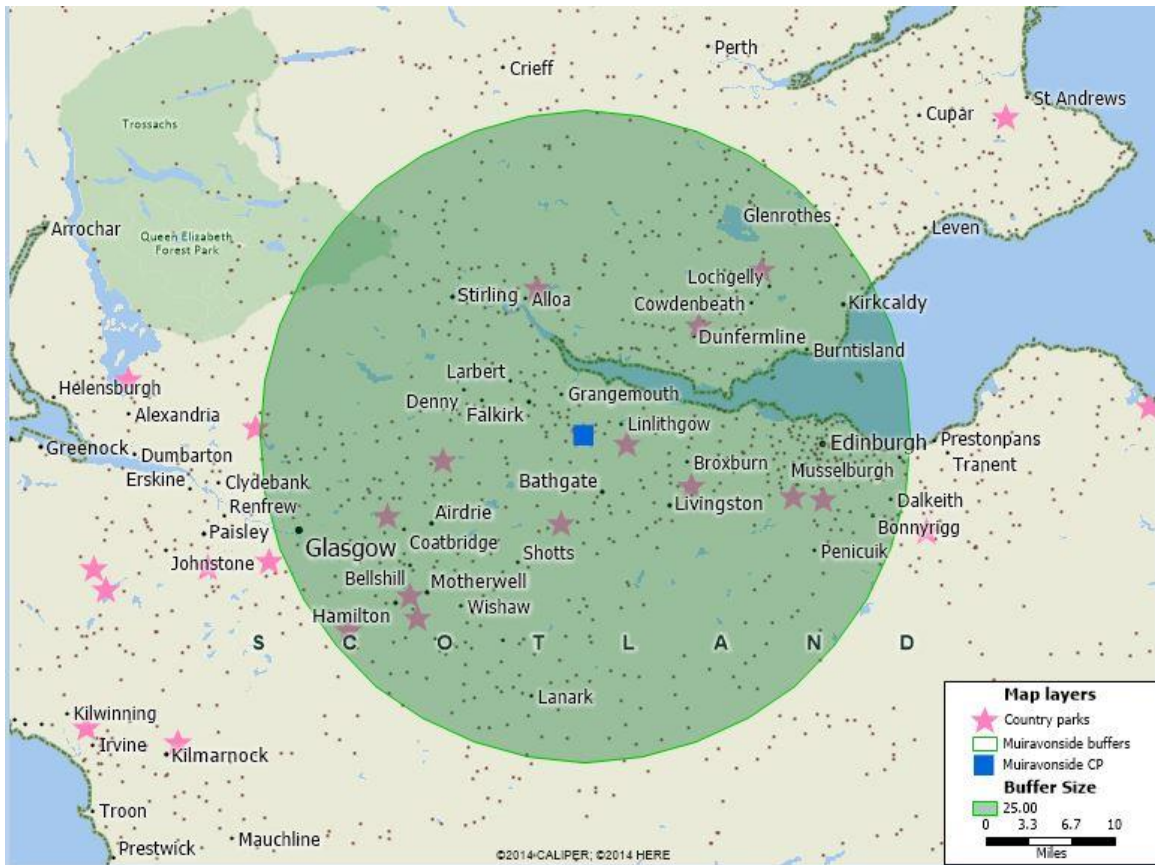 Perth
Crieff
St Andrews
Cupar
Trossachs
Glenrothes
Leven
Arrochar
Queen Elizabeth
Forest Park
Lochgelly
Stirling
Alloa
Cowdenbeath
Kirkcaldy
Dunfermline
Burntisland
Larbert
Helensburgh
Grangemouth
Denny
Falkirk
Alexandria
Linlithgow
Greenock
Dumbarton
Edinburgh
Prestonpans
Tranent
Broxburn
Musselburgh
Erskine
Clydebank
Bathgate
Renfrew
Livingston
Dalkeith
Airdrie
Paisley
Bonnyrigg
Glasgow
Coatbridge
Shotts
Penicuik
Johnstone
Bellshill
Motherwell
Wishaw
Hamilton
S C O T L A N D
Lanark
Kilwinning
Irvine
Kilmarnock
Troon
Mauchline
Prestwick
Map layers
Country parks
Muiravonside buffers
Muiravonside CP
Buffer Size
25.00
0 3.3 6.7 10
Miles
©2014 CALIPER; ©2014 HERE